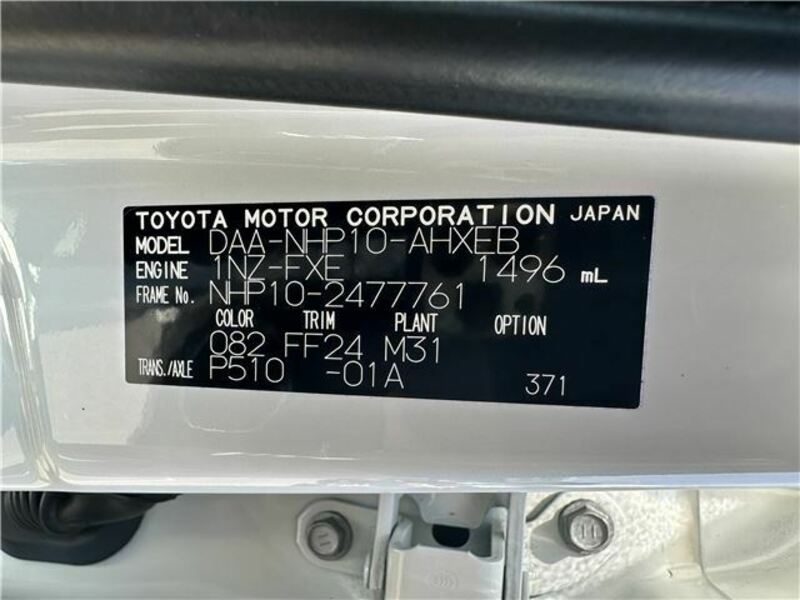 TOYOTA MOTOR CORPORATION JAPAN
MODEL DAA-NHP10-AHXEB
ENGINE 1NZ-FXE 1496 mL
FRAME No. NHP10-2477761
COLOR TRIM PLANT OPTION
082 FF24 M31
TRANS./AXLE P510 -01A 371